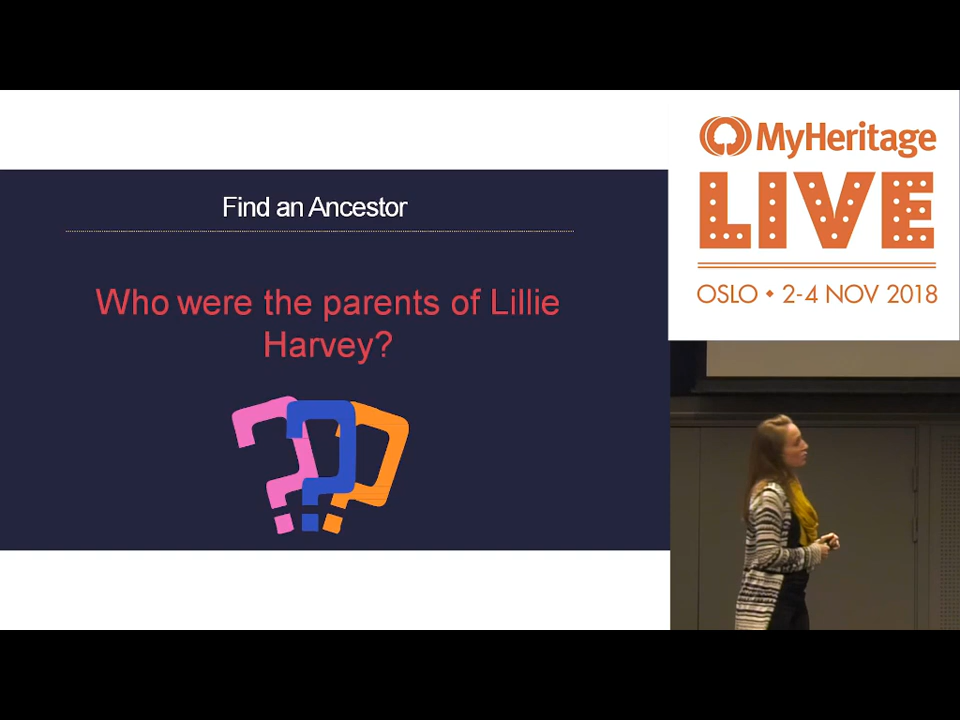 Find an Ancestor
Who were the parents of Lillie
Harvey?
MyHeritage
LIVE
OSLO • 2-4 NOV 2018